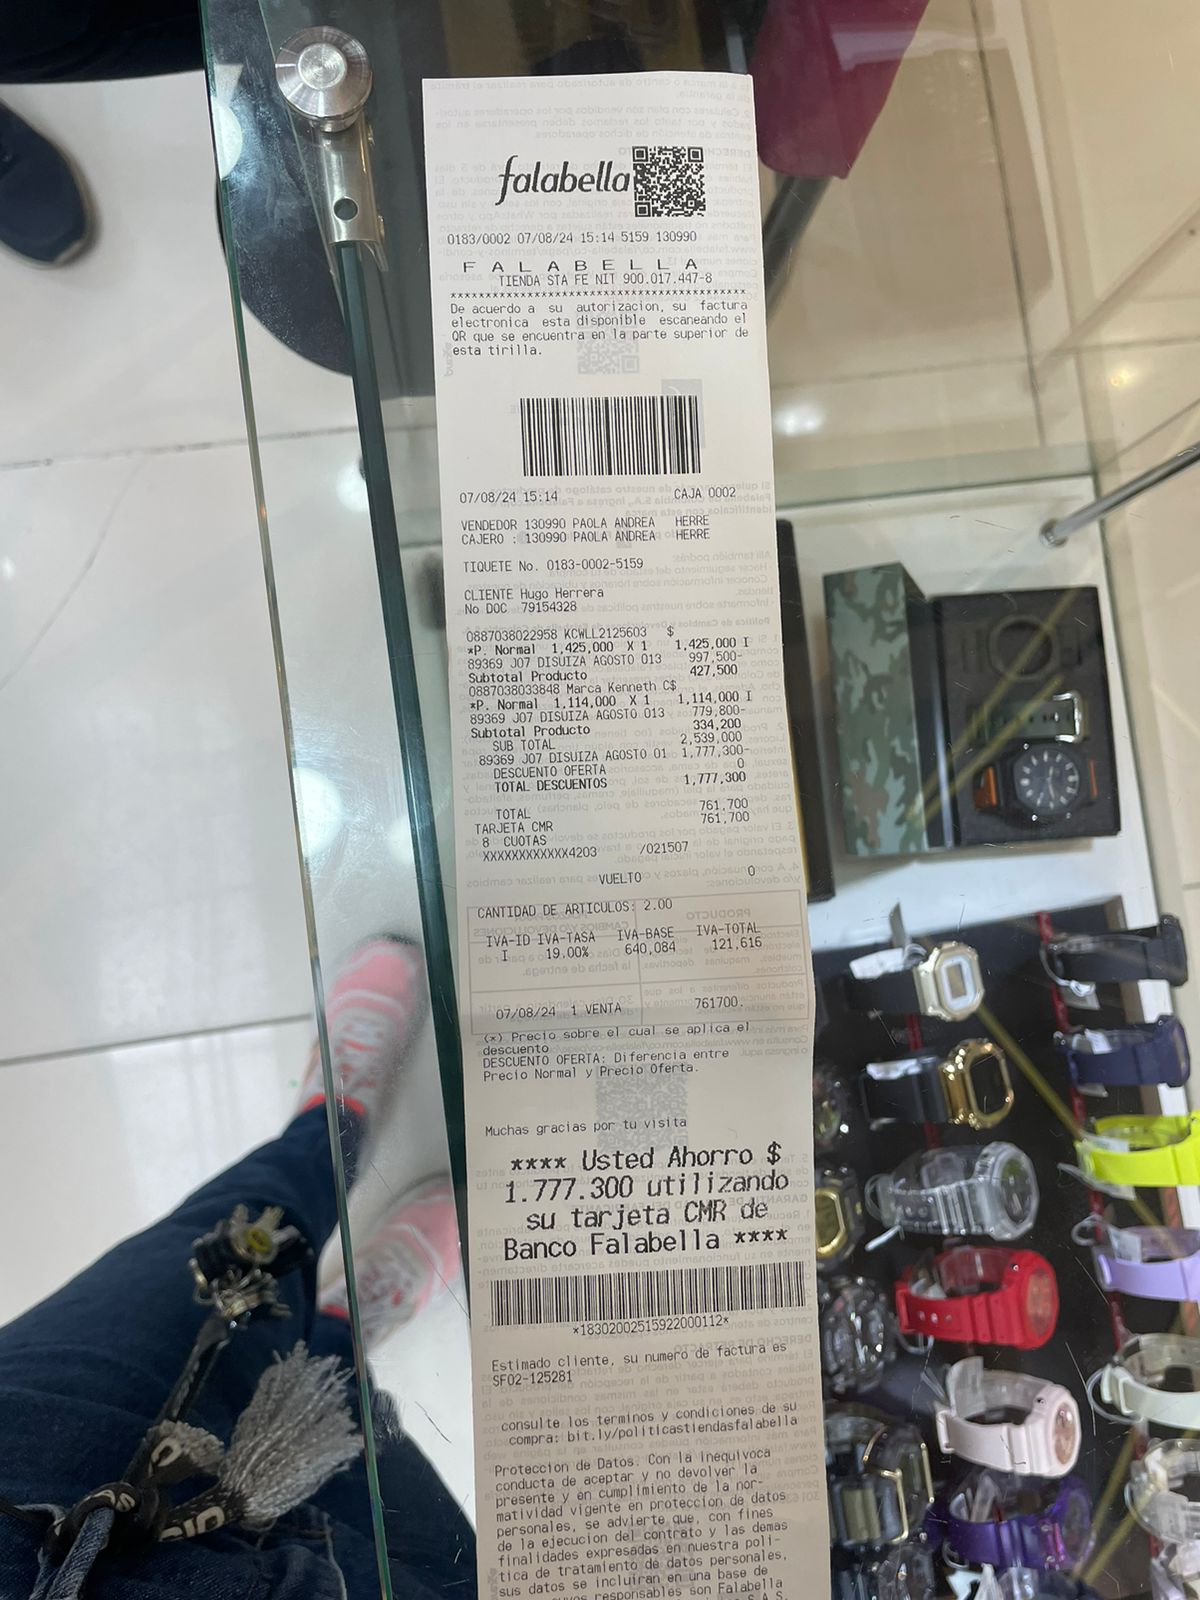 falabella
0183/0002 07/08/24 15:14 5159 130990
F A L A B E L L A
TIENDA STA FE NIT 900.017.447-8
******************************************
De acuerdo a su autorizacion, su factura
electronica esta disponible escaneando el
QR que se encuentra en la parte superior de
esta tirilla.
07/08/24 15:14 CAJA 0002
VENDEDOR 130990 PAOLA ANDREA HERRE
CAJERO : 130990 PAOLA ANDREA HERRE
TIQUETE No. 0183-0002-5159
CLIENTE Hugo Herrera
No DOC 79154328
0887038022958 KCWLL2125603 $
*P. Normal 1,425,000 X 1 1,425,000 I
89369 J07 DISUIZA AGOSTO 013 997,500-
Subtotal Producto 427,500
0887038033848 Marca Kenneth C$
*P. Normal 1,114,000 X 1 1,114,000 I
89369 J07 DISUIZA AGOSTO 013 779,800-
Subtotal Producto 334,200
SUB TOTAL 2,539,000
89369 J07 DISUIZA AGOSTO 01 1,777,300-
DESCUENTO OFERTA 0
TOTAL DESCUENTOS 1,777,300
TOTAL 761,700
TARJETA CMR 761,700
8 CUOTAS
XXXXXXXXXXXX4203 /021507
VUELTO 0
CANTIDAD DE ARTICULOS: 2.00
IVA-ID IVA-TASA IVA-BASE IVA-TOTAL
I 19.00% 640,084 121,616
07/08/24 1 VENTA 761700.
(*) Precio sobre el cual se aplica el
descuento
DESCUENTO OFERTA: Diferencia entre
Precio Normal y Precio Oferta.
Muchas gracias por tu visita
**** Usted Ahorro $
1.777.300 utilizando
su tarjeta CMR de
Banco Falabella ****
*18302002515922000112*
Estimado cliente, su numero de factura es
SF02-125281
consulte los terminos y condiciones de su
compra: bit.ly/politicastiendasfalabella
Proteccion de Datos. Con la inequivoca
conducta de aceptar y no devolver la
presente y en cumplimiento de la nor-
matividad vigente en proteccion de datos
personales, se advierte que, con fines
de la ejecucion del contrato y las demas
finalidades expresadas en nuestra poli-
tica de tratamiento de datos personales,
sus datos se incluiran en una base de
responsables son Falabella